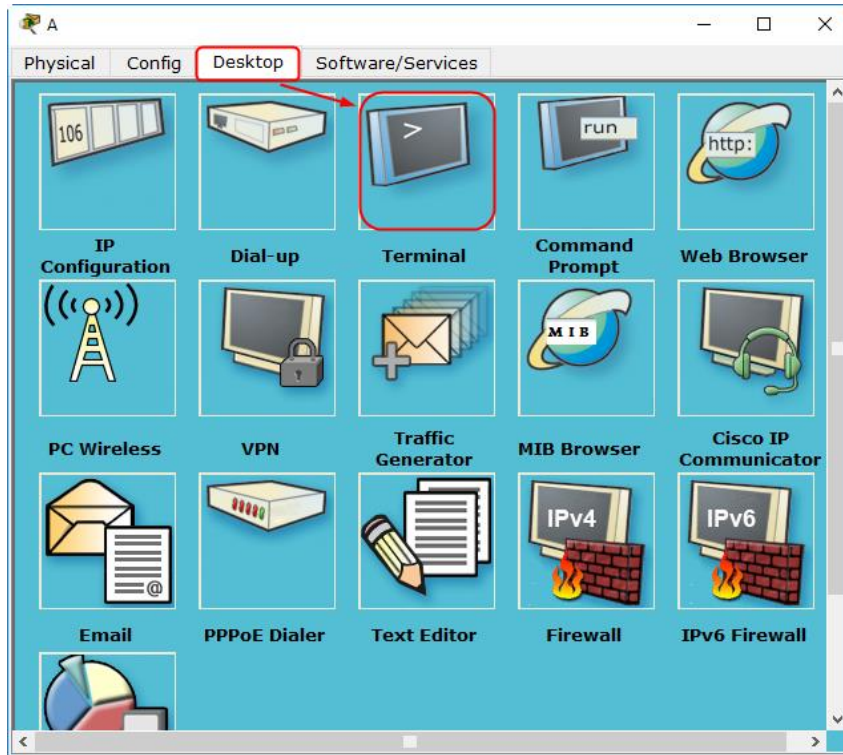 A
Physical Config Desktop Software/Services
106
>
run
http:
IP
Configuration
Dial-up
Terminal
Command
Prompt
Web Browser
MIB
PC Wireless
VPN
Traffic
Generator
MIB Browser
Cisco IP
Communicator
@
IPv4
IPv6
Email
PPPoE Dialer
Text Editor
Firewall
IPv6 Firewall